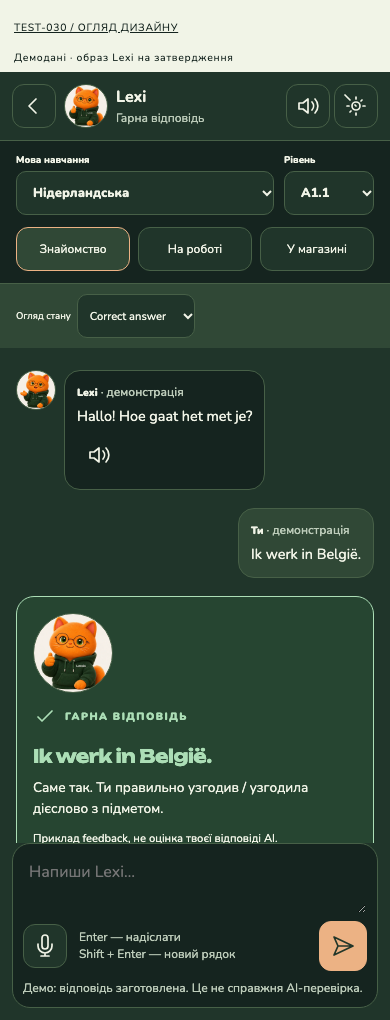 TEST-030 / ОГЛЯД ДИЗАЙНУ
Демодані · образ Lexi на затвердження
Lexi
Гарна відповідь
Мова навчання
Рівень
Нідерландська
A1.1
Знайомство
На роботі
У магазині
Огляд стану
Correct answer
Lexi · демонстрація
Hallo! Hoe gaat het met je?
Ти · демонстрація
Ik werk in België.
ГАРНА ВІДПОВІДЬ
Ik werk in België.
Саме так. Ти правильно узгодив / узгодила
дієслово з підметом.
Приклад feedback, не оцінка твоєї відповіді AI.
Напиши Lexi...
Enter — надіслати
Shift + Enter — новий рядок
Демо: відповідь заготовлена. Це не справжня AI-перевірка.